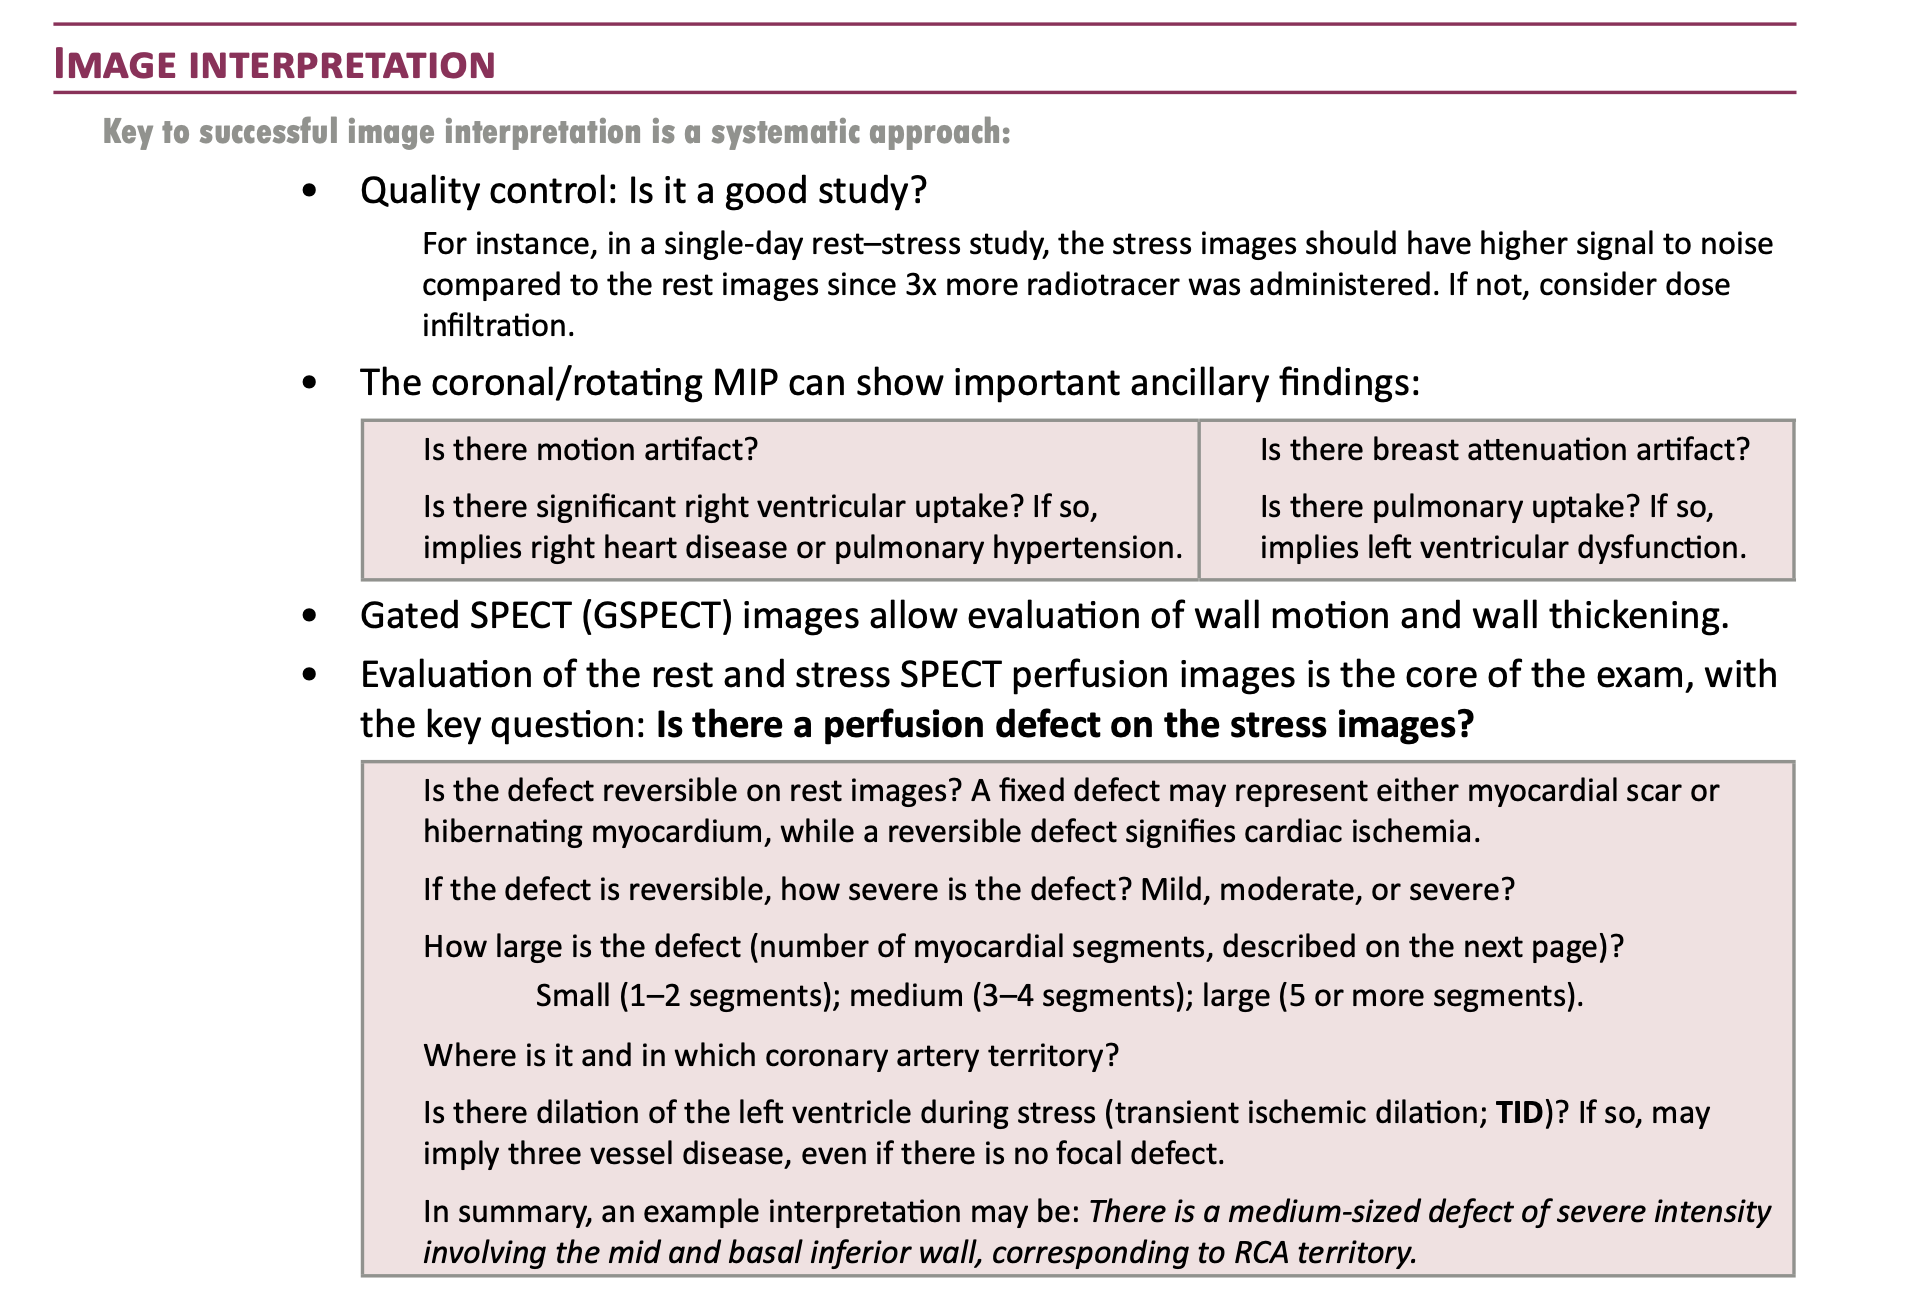 IMAGE INTERPRETATION
Key to successful image interpretation is a systematic approach:
• Quality control: Is it a good study?
For instance, in a single-day rest–stress study, the stress images should have higher signal to noise
compared to the rest images since 3x more radiotracer was administered. If not, consider dose
infiltration.
• The coronal/rotating MIP can show important ancillary findings:
Is there motion artifact?
Is there significant right ventricular uptake? If so,
implies right heart disease or pulmonary hypertension.
Is there breast attenuation artifact?
Is there pulmonary uptake? If so,
implies left ventricular dysfunction.
• Gated SPECT (GSPECT) images allow evaluation of wall motion and wall thickening.
• Evaluation of the rest and stress SPECT perfusion images is the core of the exam, with
the key question: Is there a perfusion defect on the stress images?
Is the defect reversible on rest images? A fixed defect may represent either myocardial scar or
hibernating myocardium, while a reversible defect signifies cardiac ischemia.
If the defect is reversible, how severe is the defect? Mild, moderate, or severe?
How large is the defect (number of myocardial segments, described on the next page)?
Small (1–2 segments); medium (3–4 segments); large (5 or more segments).
Where is it and in which coronary artery territory?
Is there dilation of the left ventricle during stress (transient ischemic dilation; TID)? If so, may
imply three vessel disease, even if there is no focal defect.
In summary, an example interpretation may be: There is a medium-sized defect of severe intensity
involving the mid and basal inferior wall, corresponding to RCA territory.